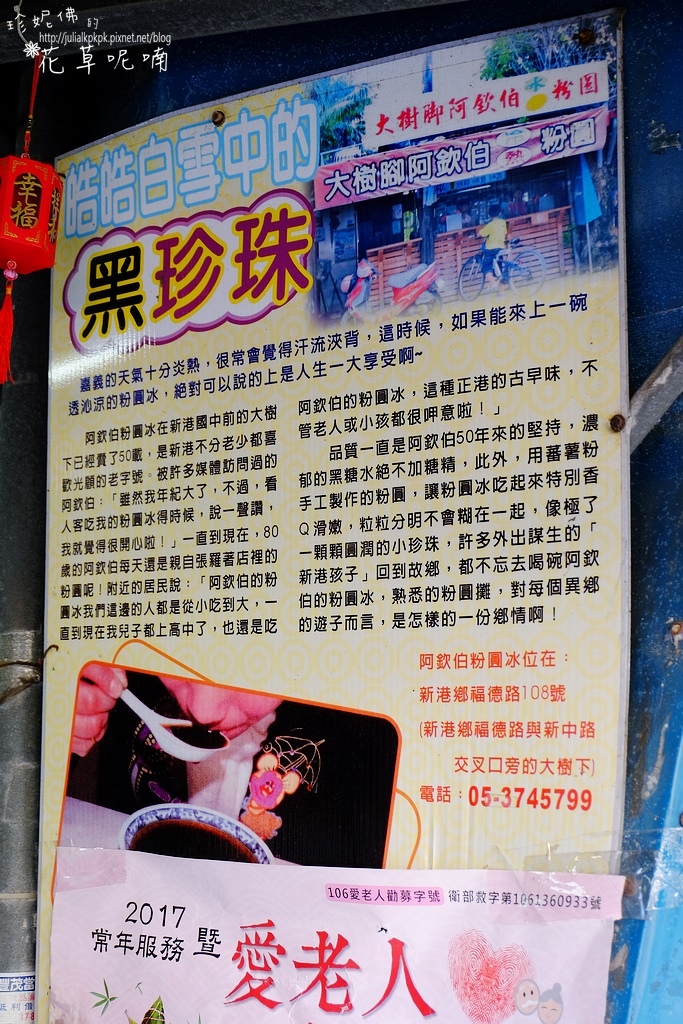 珍妮佛的
http://julialkpkpk.pixnet.net/blog
花草呢喃
幸福
皓皓白雪中的
黑珍珠
大樹腳阿欽伯 冰 粉圓
大樹腳阿欽伯 熱 粉圓
嘉義的天氣十分炎熱，很常會覺得汗流浹背，這時候，如果能來上一碗
透沁涼的粉圓冰，絕對可以說的上是人生一大享受啊~
阿欽伯粉圓冰在新港國中前的大樹
下已經賣了50載，是新港不分老少都喜
歡光顧的老字號。被許多媒體訪問過的
阿欽伯：「雖然我年紀大了，不過，看
人客吃我的粉圓冰得時候，說一聲讚，
我就覺得很開心啦！」一直到現在，80
歲的阿欽伯每天還是親自張羅著店裡的
粉圓呢！附近的居民說：「阿欽伯的粉
圓冰我們這邊的人都是從小吃到大，一
直到現在我兒子都上高中了，也還是吃
阿欽伯的粉圓冰，這種正港的古早味，不
管老人或小孩都很呷意啦！」
品質一直是阿欽伯50年來的堅持，濃
郁的黑糖水絕不加糖精，此外，用蕃薯粉
手工製作的粉圓，讓粉圓冰吃起來特別香
Q滑嫩，粒粒分明不會糊在一起，像極了
一顆顆圓潤的小珍珠，許多外出謀生的「
新港孩子」回到故鄉，都不忘去喝碗阿欽
伯的粉圓冰，熟悉的粉圓攤，對每個異鄉
的遊子而言，是怎樣的一份鄉情啊！
阿欽伯粉圓冰位在：
新港鄉福德路108號
(新港鄉福德路與新中路
交叉口旁的大樹下)
電話：05-3745799
106愛老人勸募字號 衛部救字第1061360933號
2017
常年服務 暨 愛老人